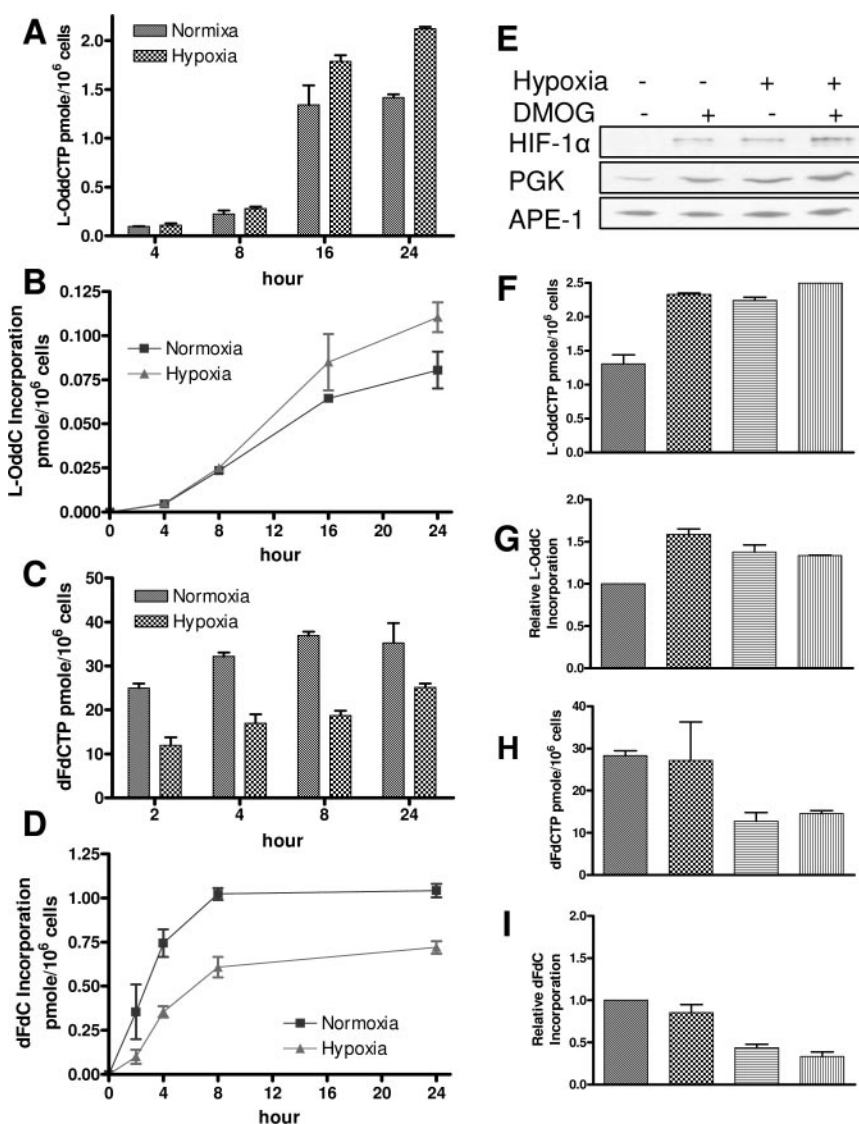 A
L-OddCTP pmole/10⁶ cells
2.0
1.5
1.0
0.5
0.0
Normixa
Hypoxia
4 8 16 24
hour
B
L-OddC Incorporation
pmole/10⁶ cells
0.125
0.100
0.075
0.050
0.025
0.000
Normoxia
Hypoxia
0 4 8 12 16 20 24
hour
C
dFdCTP pmole/10⁶ cells
50
40
30
20
10
0
Normoxia
Hypoxia
2 4 8 24
hour
D
dFdC Incorporation
pmole/10⁶ cells
1.25
1.00
0.75
0.50
0.25
0.00
Normoxia
Hypoxia
0 4 8 12 16 20 24
hour
E
Hypoxia - - + +
DMOG - + - +
HIF-1α
PGK
APE-1
F
L-OddCTP pmole/10⁶ cells
2.5
2.0
1.5
1.0
0.5
0.0
G
Relative L-OddC
Incorporation
2.0
1.5
1.0
0.5
0.0
H
dFdCTP pmole/10⁶ cells
40
30
20
10
0
I
Relative dFdC
Incorporation
2.0
1.5
1.0
0.5
0.0